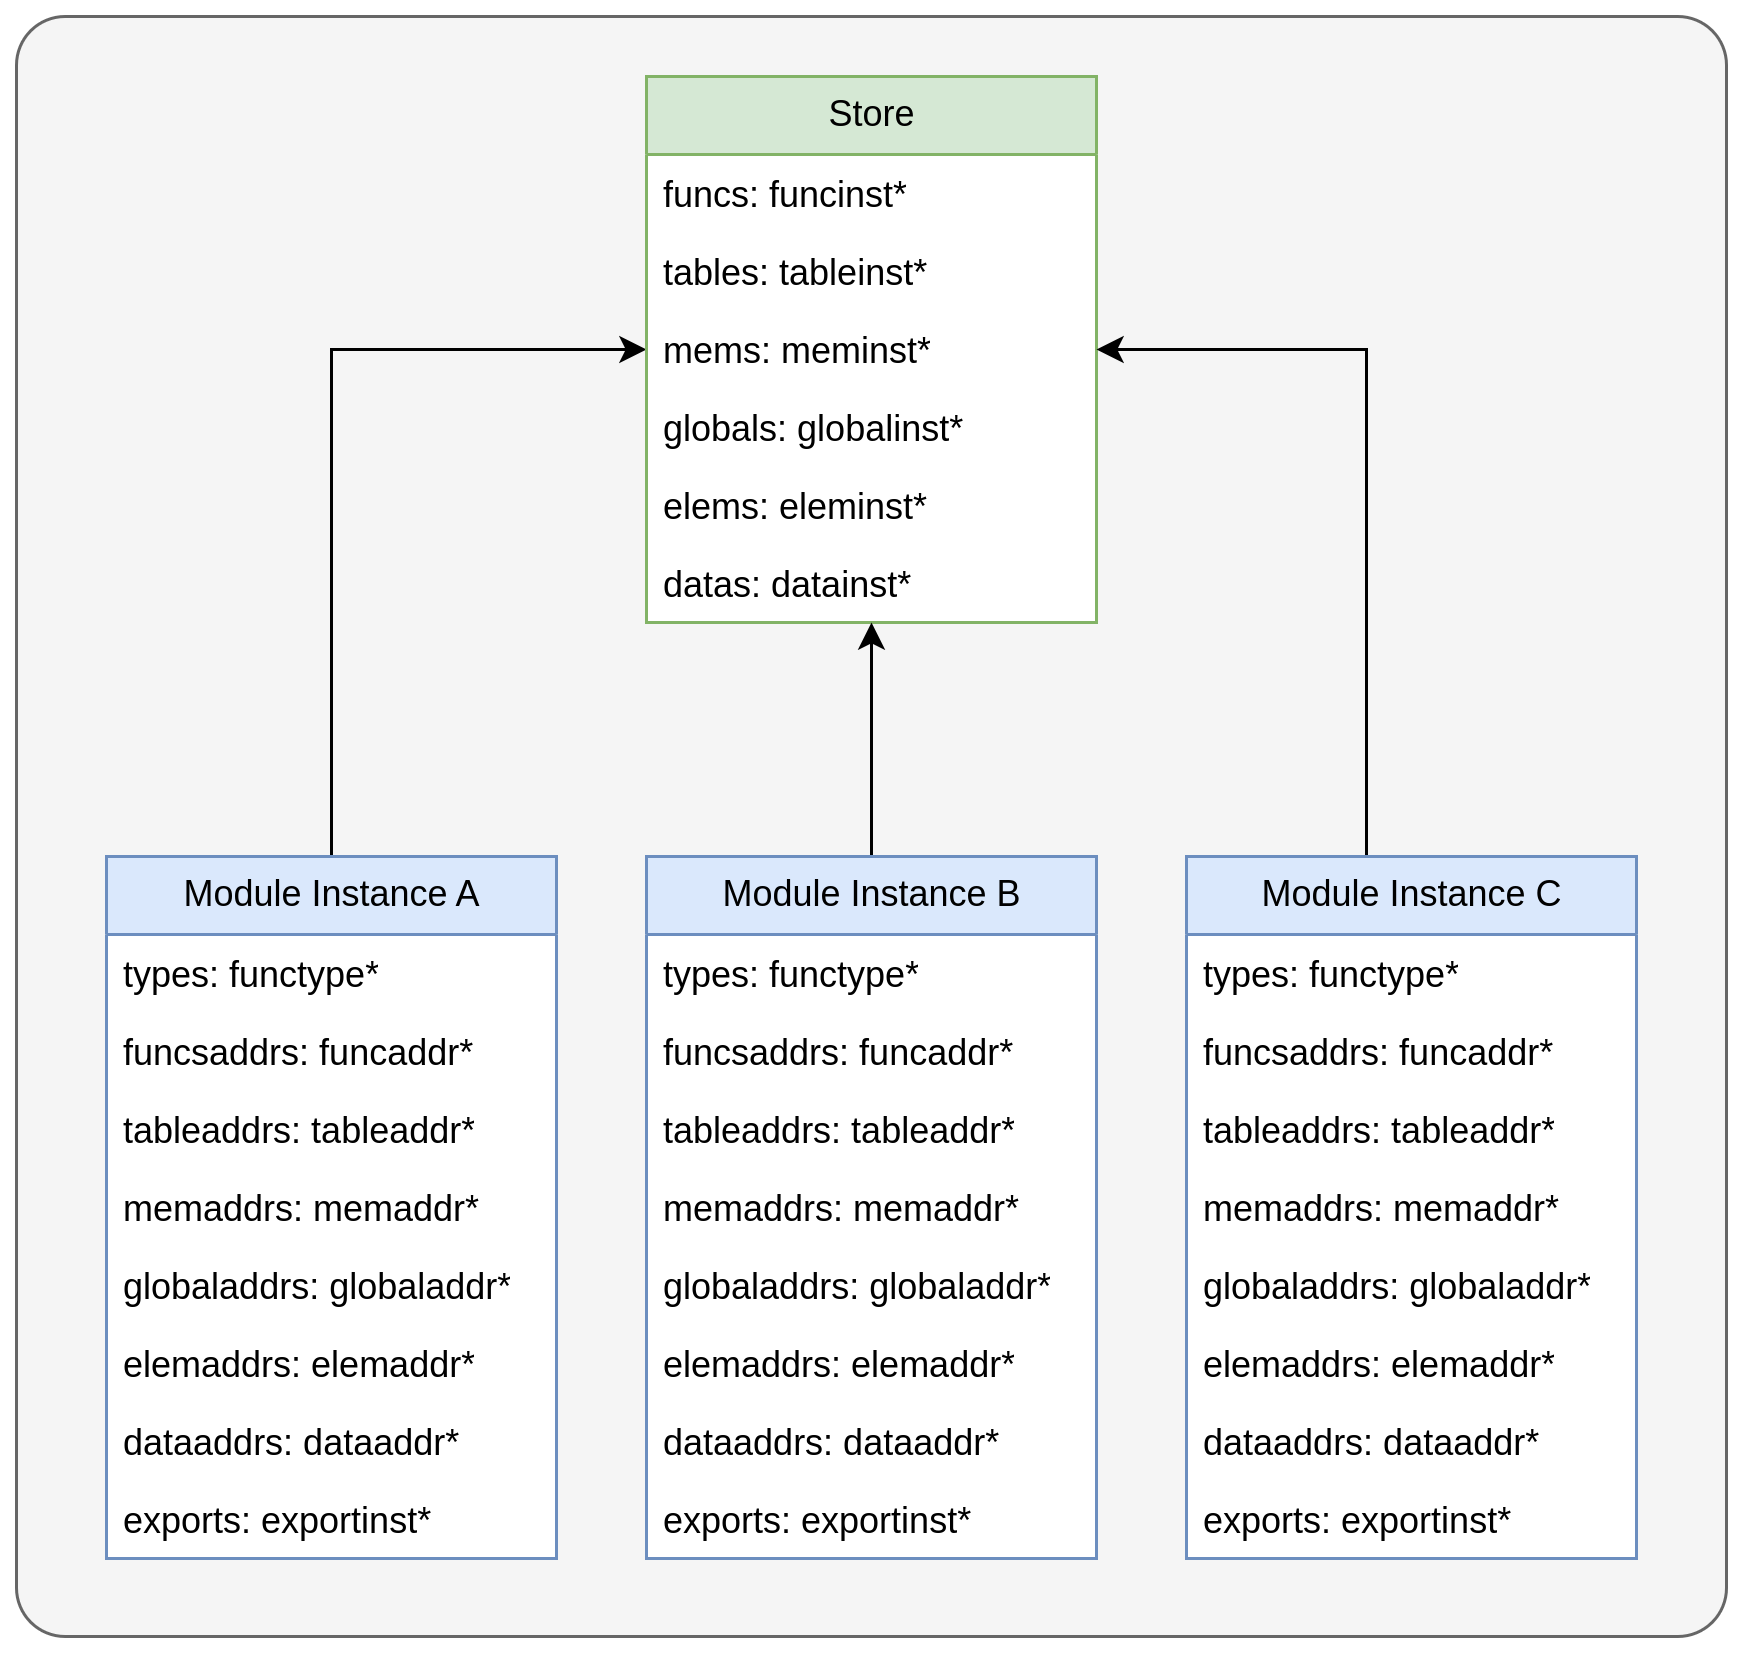 Store
funcs: funcinst*
tables: tableinst*
mems: meminst*
globals: globalinst*
elems: eleminst*
datas: datainst*
Module Instance A
types: functype*
funcsaddrs: funcaddr*
tableaddrs: tableaddr*
memaddrs: memaddr*
globaladdrs: globaladdr*
elemaddrs: elemaddr*
dataaddrs: dataaddr*
exports: exportinst*
Module Instance B
types: functype*
funcsaddrs: funcaddr*
tableaddrs: tableaddr*
memaddrs: memaddr*
globaladdrs: globaladdr*
elemaddrs: elemaddr*
dataaddrs: dataaddr*
exports: exportinst*
Module Instance C
types: functype*
funcsaddrs: funcaddr*
tableaddrs: tableaddr*
memaddrs: memaddr*
globaladdrs: globaladdr*
elemaddrs: elemaddr*
dataaddrs: dataaddr*
exports: exportinst*